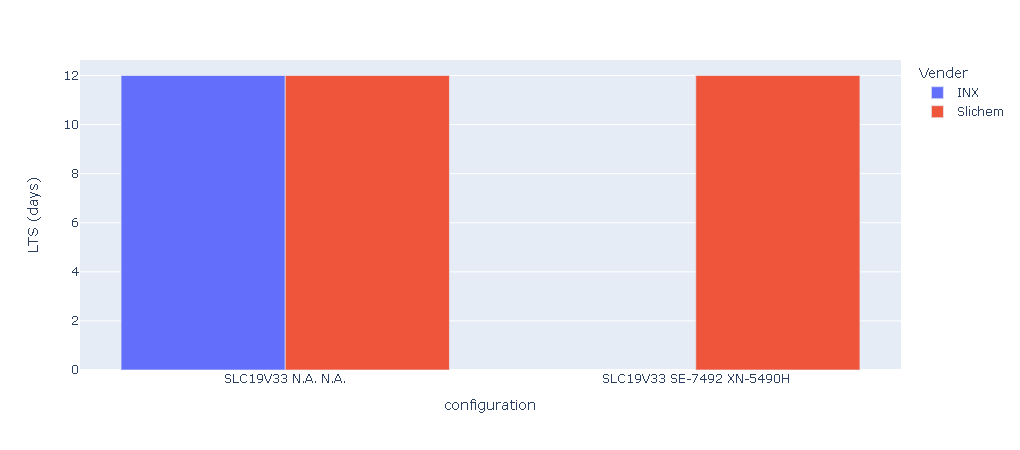 12
10
8
6
4
2
0
LTS (days)
SLC19V33 N.A. N.A.
SLC19V33 SE-7492 XN-5490H
configuration
Vender
INX
Slichem